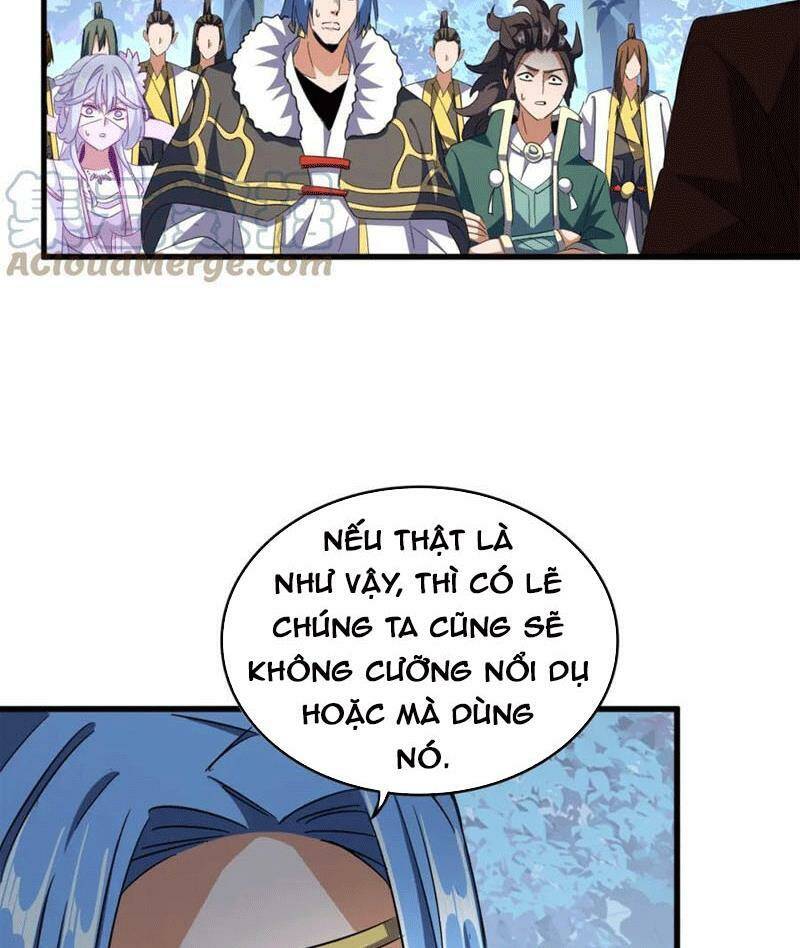 AcloudMerge.com
NẾU THẬT LÀ
NHƯ VẬY, THÌ CÓ LẼ
CHÚNG TA CŨNG SẼ
KHÔNG CƯỠNG NỔI DỤ
HOẶC MÀ DÙNG
NÓ.